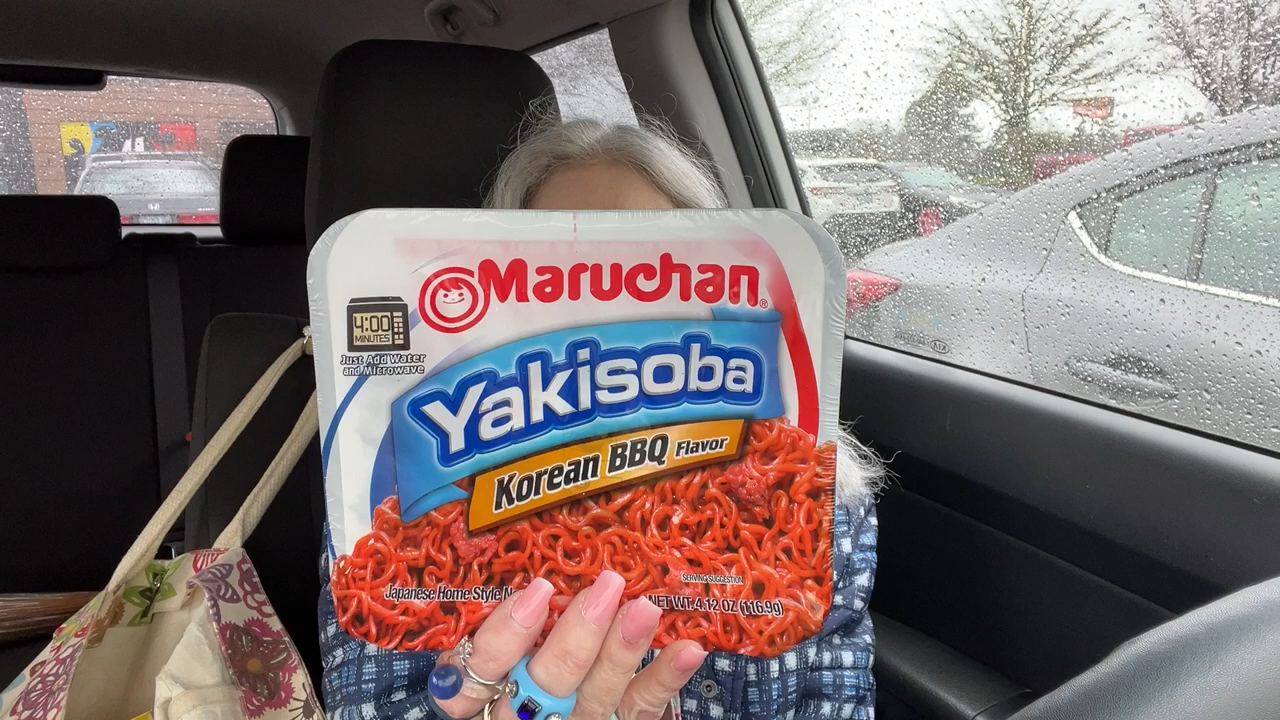 Maruchan®
4:00
MINUTES
Just Add Water
and Microwave
Yakisoba
Korean BBQ Flavor
SERVING SUGGESTION
Japanese Home Style
NET WT. 4.12 OZ (116.9g)
KIA